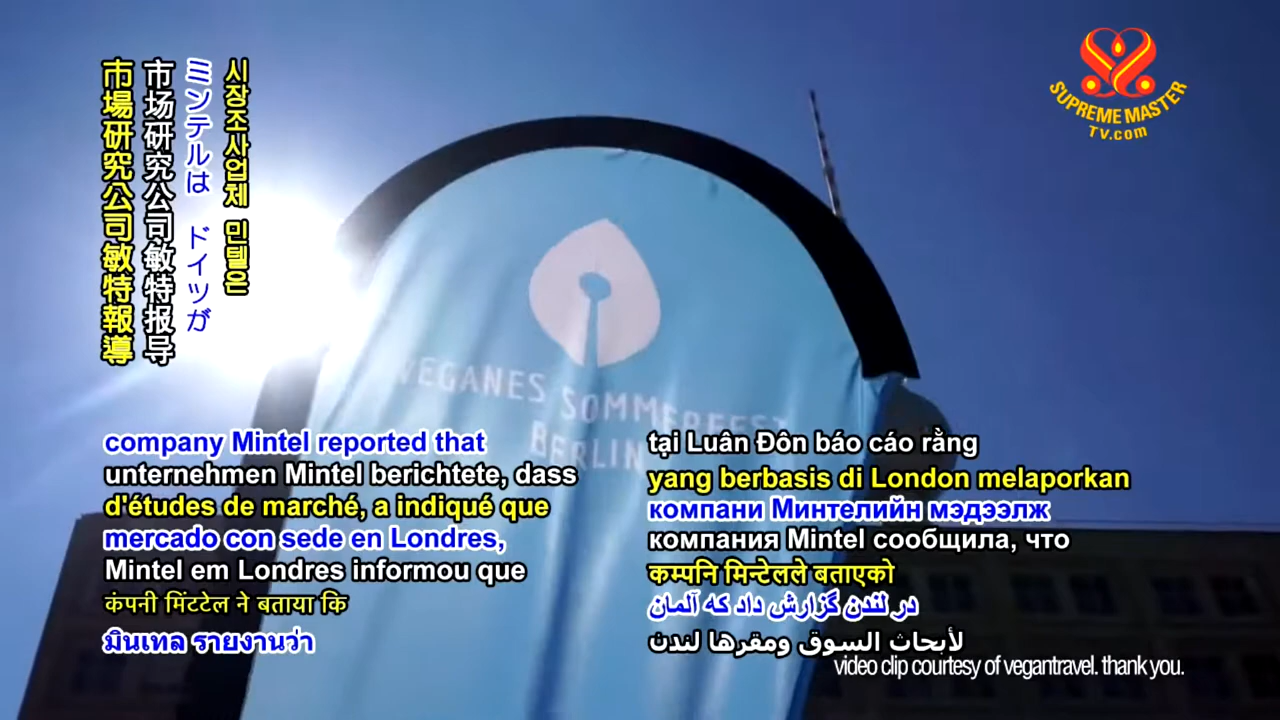 市場研究公司敏特報導
市场研究公司敏特报导
ミンテルは ドイツが
시장조사업체 민텔은
SUPREME MASTER
TV.com
VEGANES SOMMERFEST
BERLIN
company Mintel reported that
unternehmen Mintel berichtete, dass
d'études de marché, a indiqué que
mercado con sede en Londres,
Mintel em Londres informou que
कंपनी मिंटटेल ने बताया कि
มินเทล รายงานว่า
tại Luân Đôn báo cáo rằng
yang berbasis di London melaporkan
компани Минтелийн мэдээлж
компания Mintel сообщила, что
कम्पनि मिन्टेलले बताएको
در لندن گزارش داد که آلمان
لأبحاث السوق ومقرها لندن
video clip courtesy of vegantravel. thank you.